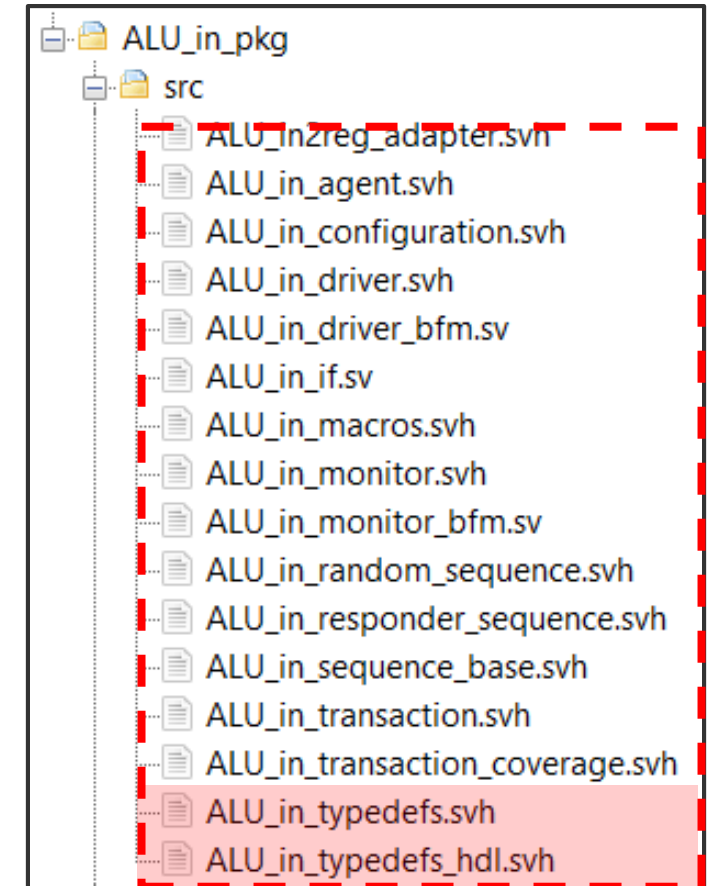 ALU_in_pkg
src
ALU_in2reg_adapter.svh
ALU_in_agent.svh
ALU_in_configuration.svh
ALU_in_driver.svh
ALU_in_driver_bfm.sv
ALU_in_if.sv
ALU_in_macros.svh
ALU_in_monitor.svh
ALU_in_monitor_bfm.sv
ALU_in_random_sequence.svh
ALU_in_responder_sequence.svh
ALU_in_sequence_base.svh
ALU_in_transaction.svh
ALU_in_transaction_coverage.svh
ALU_in_typedefs.svh
ALU_in_typedefs_hdl.svh